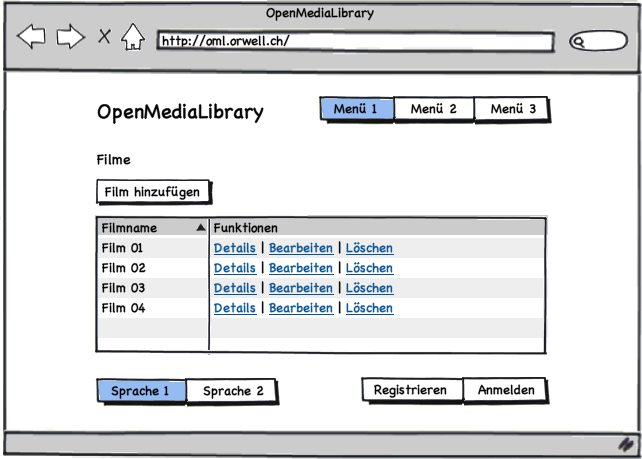 OpenMediaLibrary
http://oml.orwell.ch/
OpenMediaLibrary
Menü 1 Menü 2 Menü 3
Filme
Film hinzufügen
Filmname Funktionen
Film 01 Details | Bearbeiten | Löschen
Film 02 Details | Bearbeiten | Löschen
Film 03 Details | Bearbeiten | Löschen
Film 04 Details | Bearbeiten | Löschen
Sprache 1 Sprache 2 Registrieren Anmelden